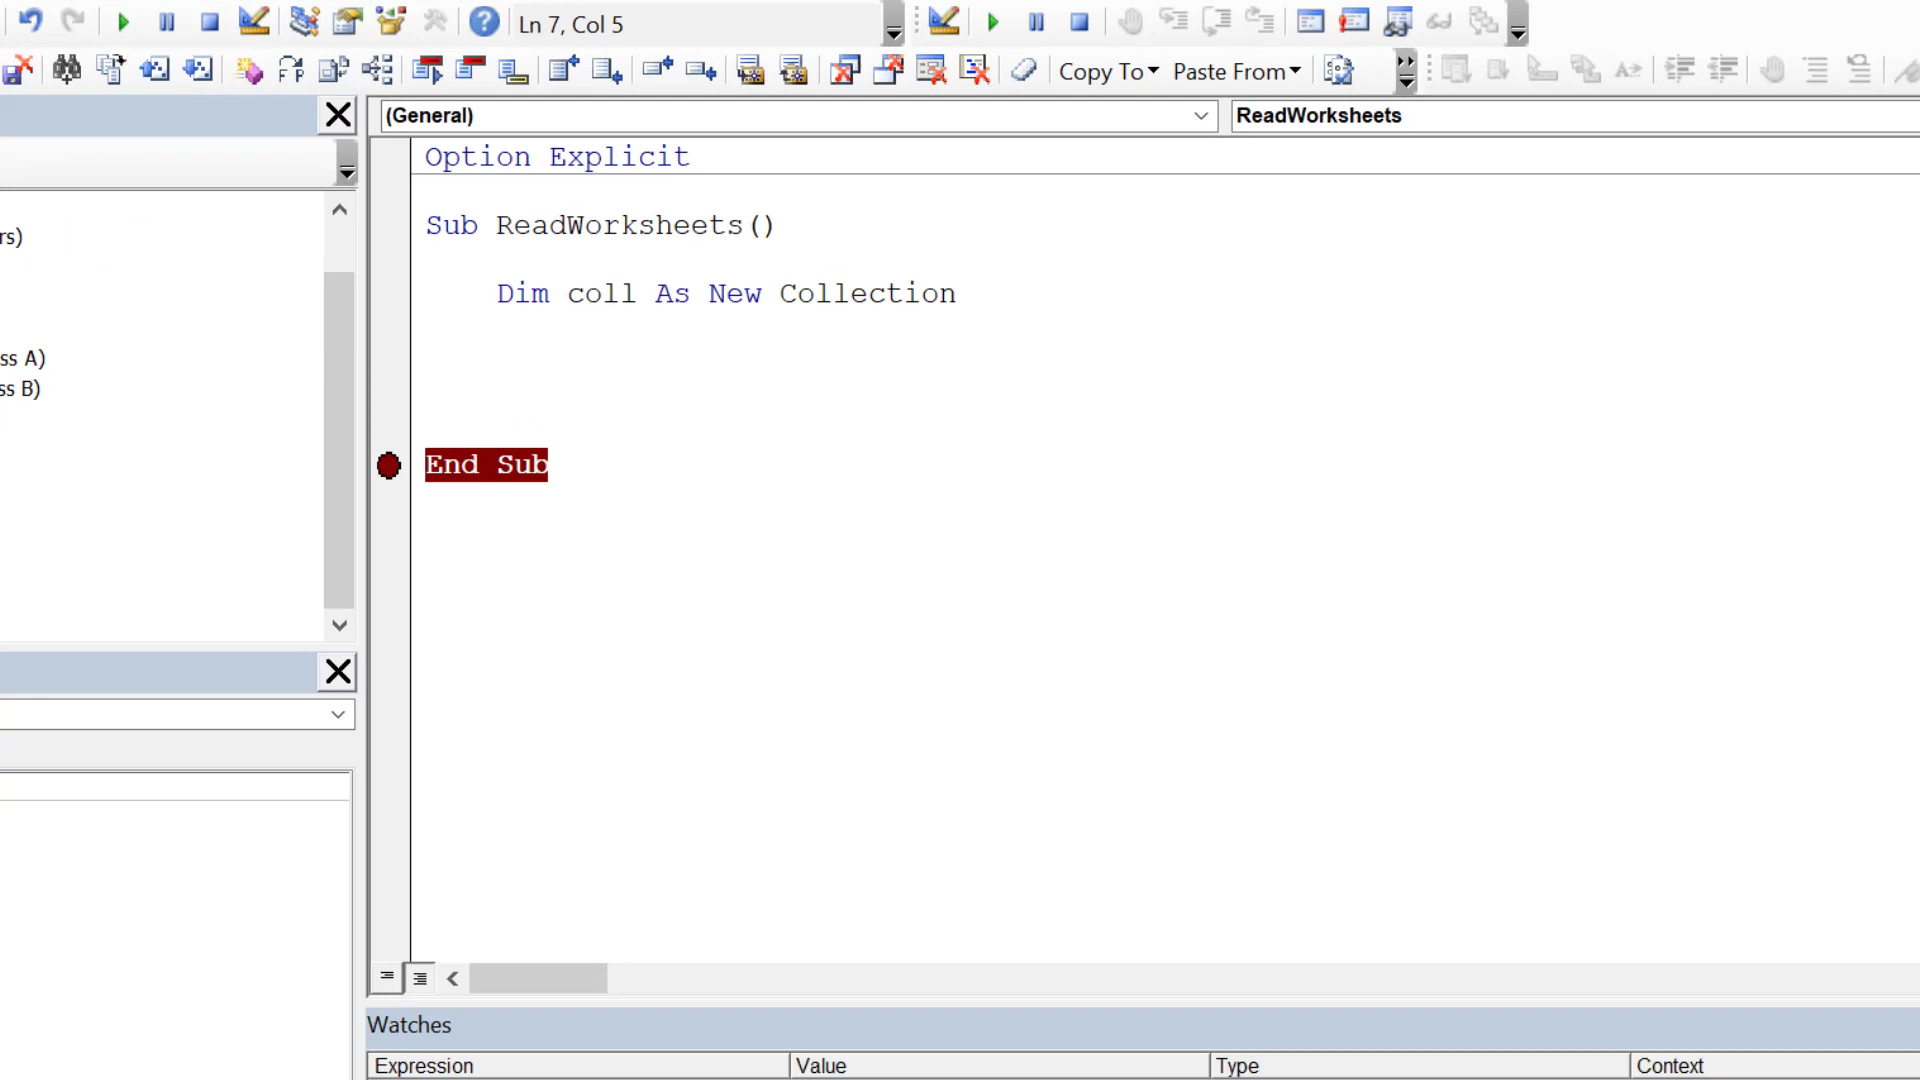 Ln 7, Col 5
Copy To Paste From
(General)
ReadWorksheets
Option Explicit
Sub ReadWorksheets()
Dim coll As New Collection
End Sub
rs)
ss A)
ss B)
Watches
Expression Value Type Context